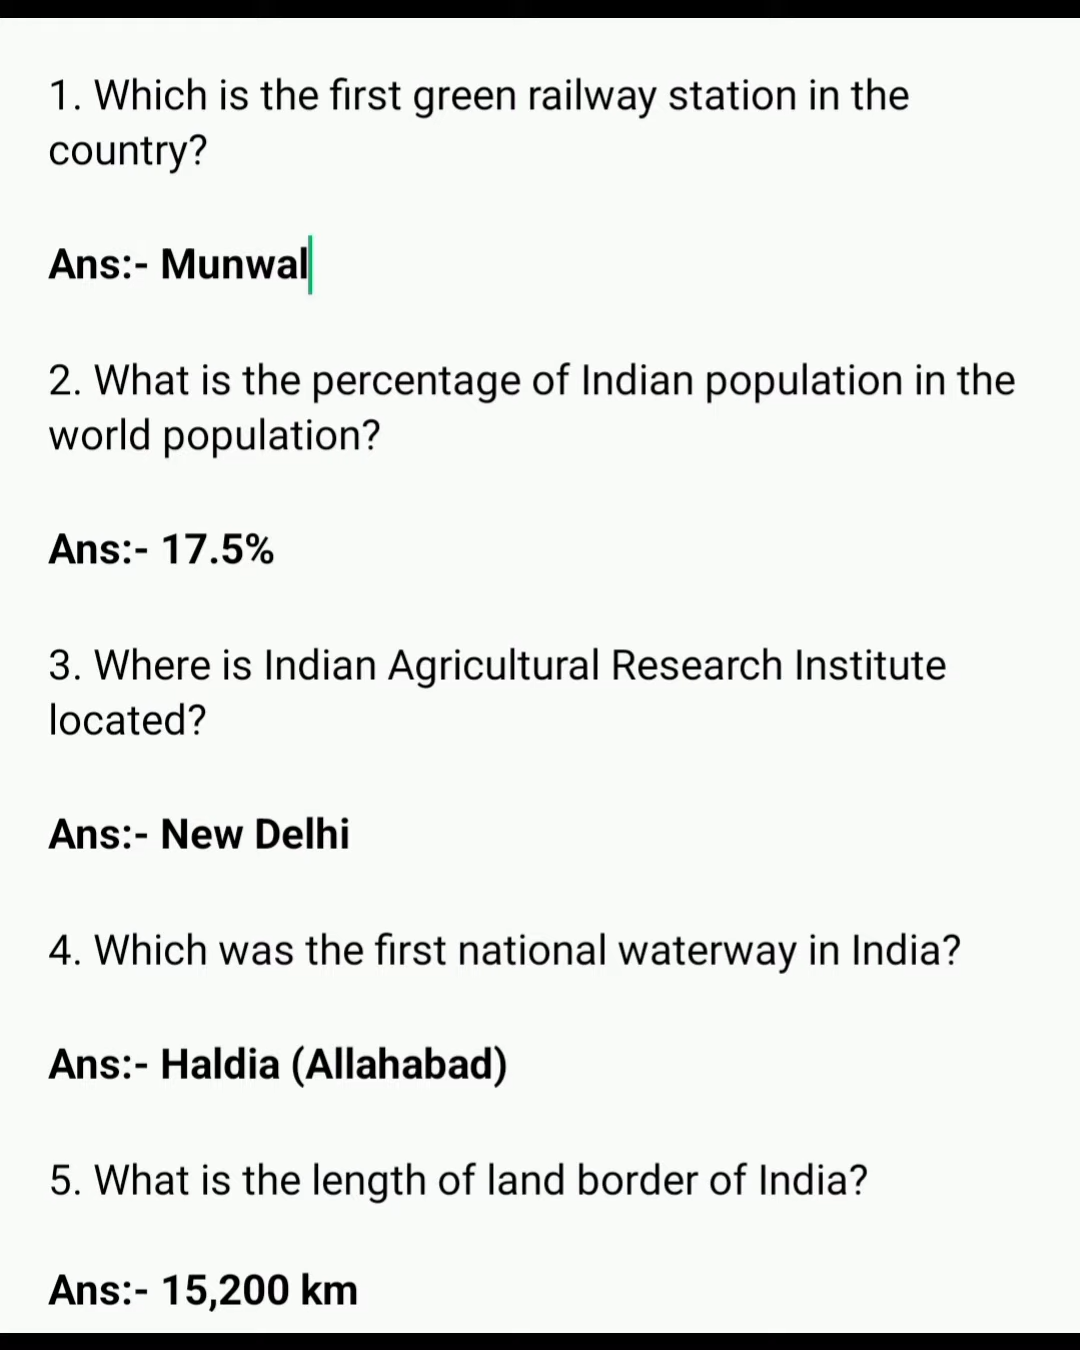 1. Which is the first green railway station in the
country?
Ans:- Munwal
2. What is the percentage of Indian population in the
world population?
Ans:- 17.5%
3. Where is Indian Agricultural Research Institute
located?
Ans:- New Delhi
4. Which was the first national waterway in India?
Ans:- Haldia (Allahabad)
5. What is the length of land border of India?
Ans:- 15,200 km